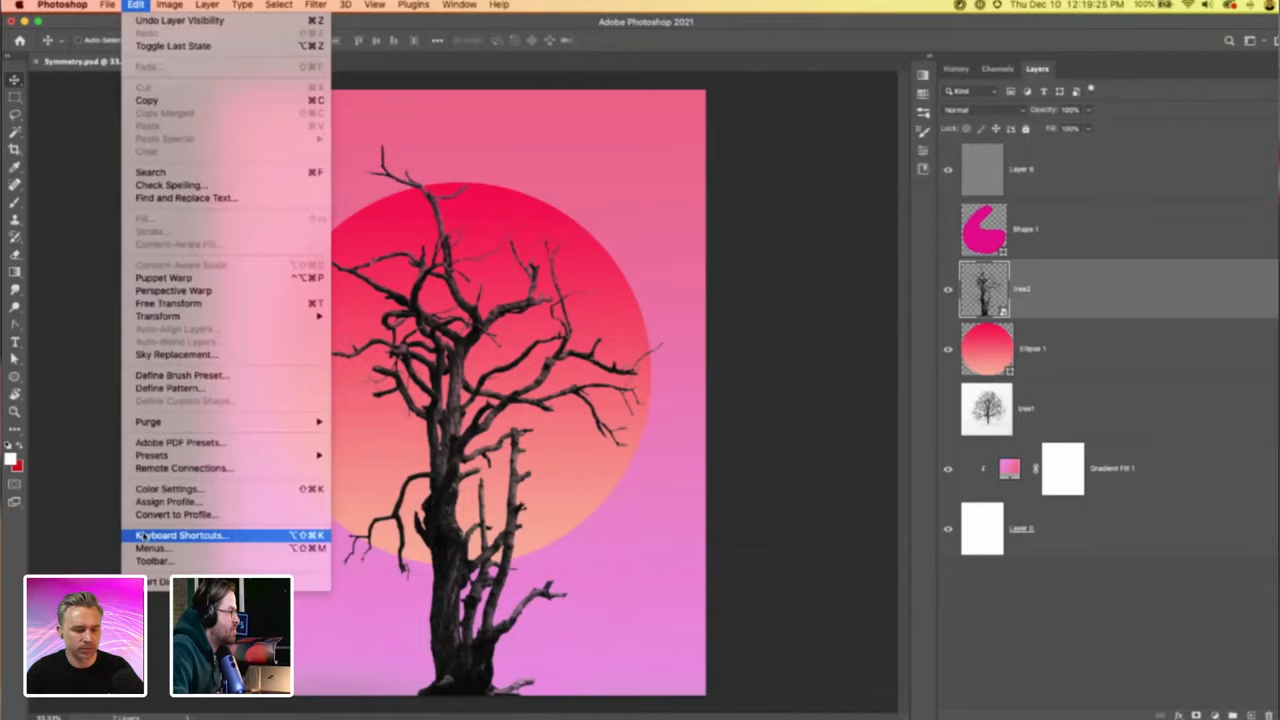 Photoshop File Edit Image Layer Type Select Filter 3D View Plugins Window Help
100% Thu Dec 10 12:19:25 PM
Adobe Photoshop 2021
Auto-Select
Symmetry.psd @ 33.
Undo Layer Visibility ⌘Z
Redo ⇧⌘Z
Toggle Last State ⌥⌘Z
Fade... ⇧⌘F
Cut ⌘X
Copy ⌘C
Copy Merged ⇧⌘C
Paste ⌘V
Paste Special
Clear
Search ⌘F
Check Spelling...
Find and Replace Text...
Fill...
Stroke...
Content-Aware Fill...
Content-Aware Scale ⌥⇧⌘C
Puppet Warp ^⌥⌘P
Perspective Warp
Free Transform ⌘T
Transform
Auto-Align Layers...
Auto-Blend Layers...
Sky Replacement...
Define Brush Preset...
Define Pattern...
Define Custom Shape...
Purge
Adobe PDF Presets...
Presets
Remote Connections...
Color Settings... ⇧⌘K
Assign Profile...
Convert to Profile...
Keyboard Shortcuts... ⌥⇧⌘K
Menus... ⌥⇧⌘M
Toolbar...
History Channels Layers
Kind
Normal Opacity: 100%
Lock: Fill: 100%
Shape 1
tree2
Ellipse 1
tree1
Gradient Fill 1
33.33%